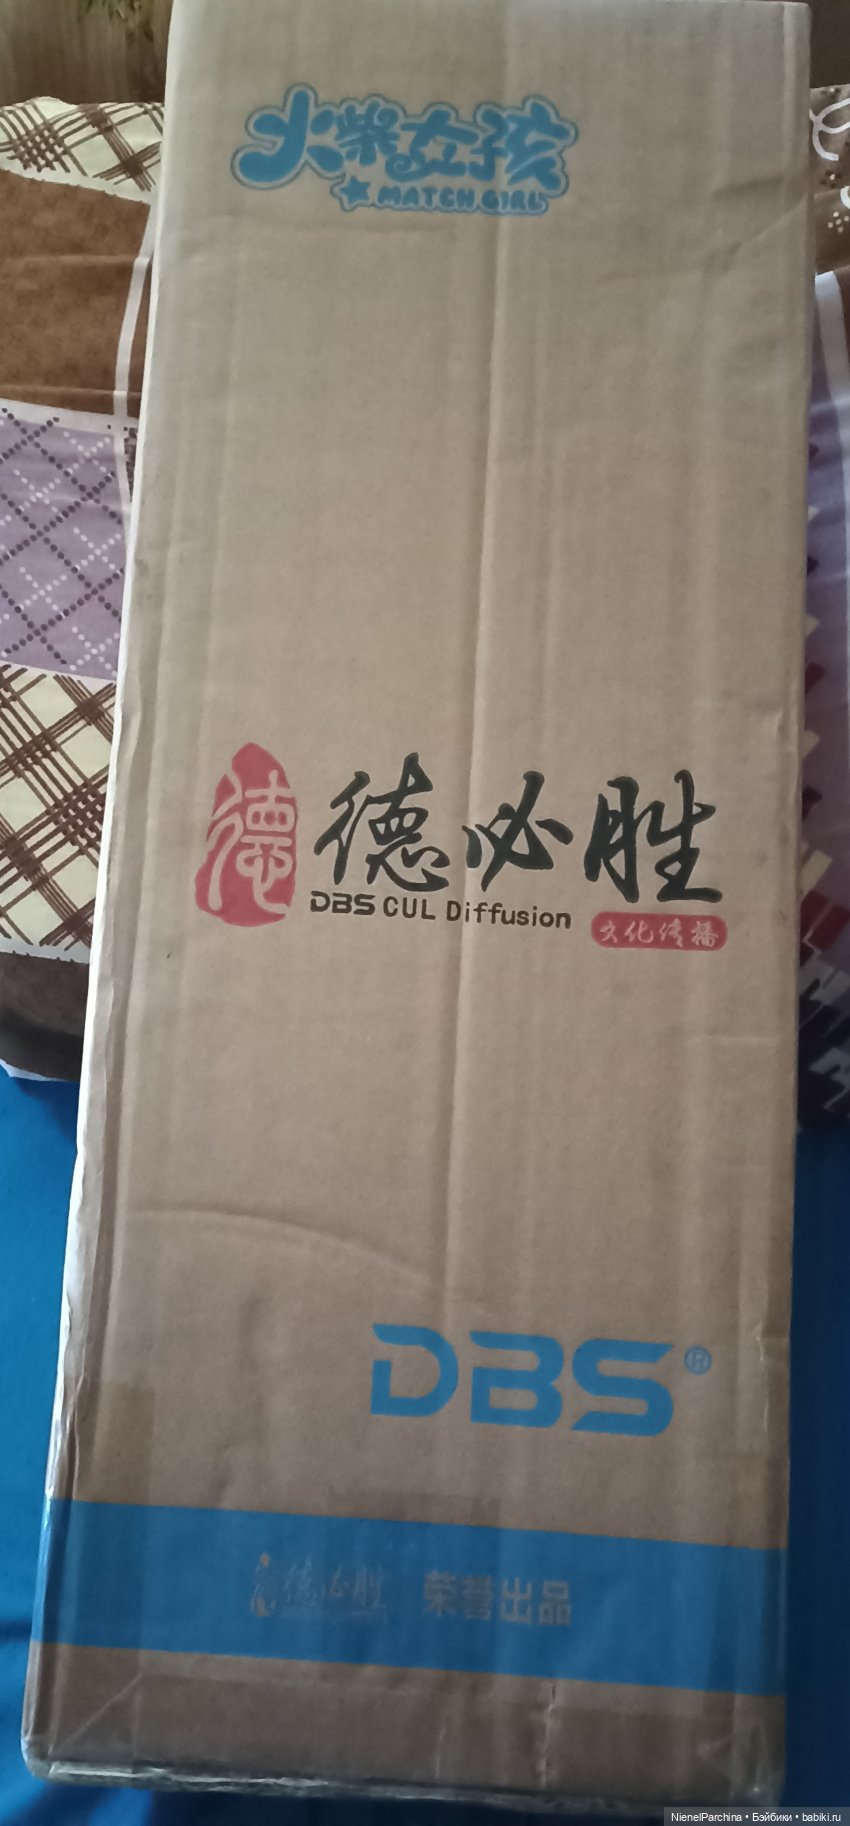 火柴女孩
MATCH GIRL
德 德必胜
DBS CUL Diffusion 文化传播
DBS®
德必胜 荣誉出品
NienelParchina • Бэйбики • babiki.ru